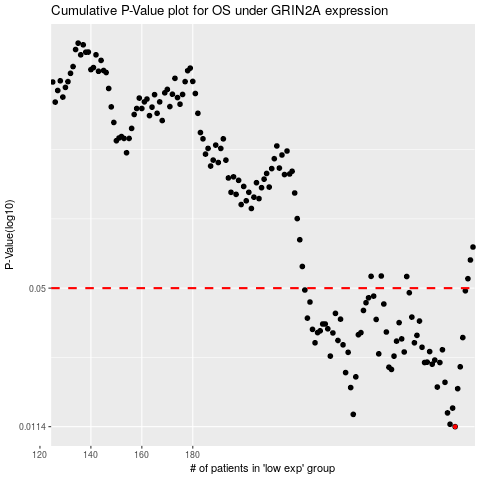 Cumulative P-Value plot for OS under GRIN2A expression
P-Value(log10)
0.05
0.0114
120 140 160 180
# of patients in 'low exp' group